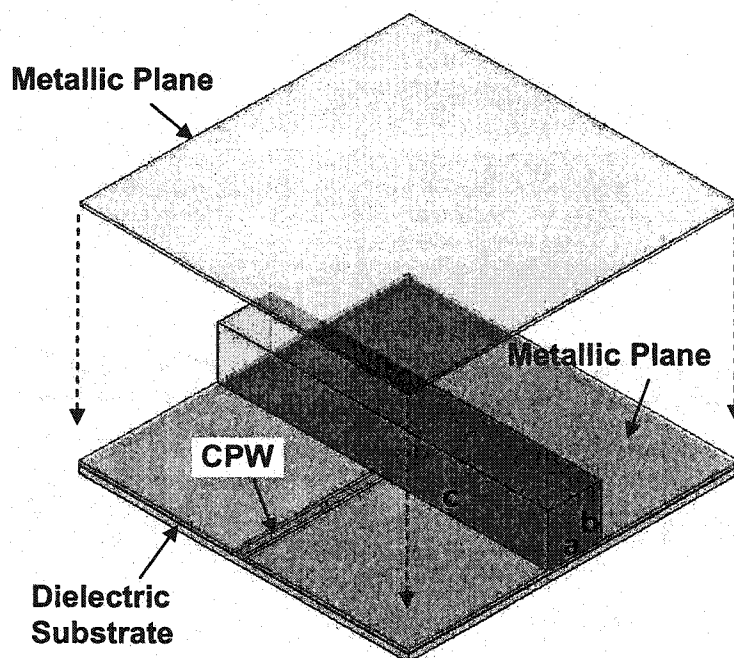 Metallic Plane
Metallic Plane
CPW
c
b
a
Dielectric
Substrate